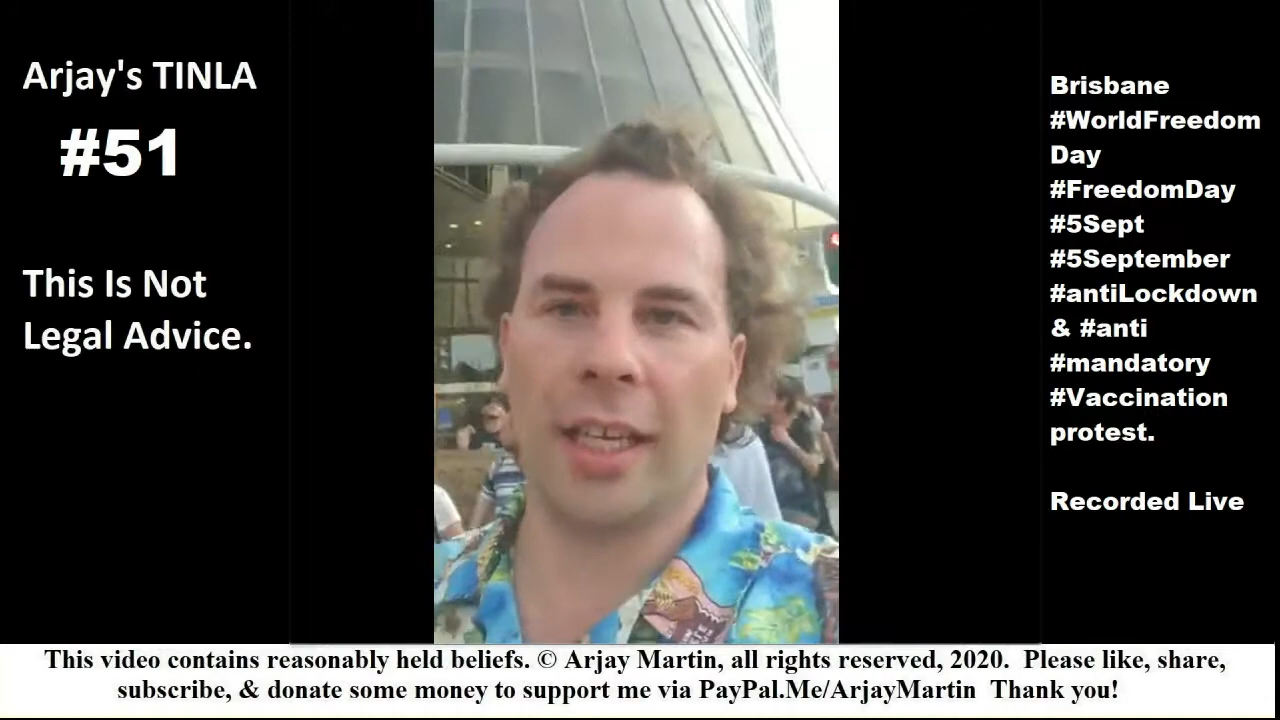 Arjay's TINLA
#51
This Is Not
Legal Advice.
Brisbane
#WorldFreedom
Day
#FreedomDay
#5Sept
#5September
#antiLockdown
& #anti
#mandatory
#Vaccination
protest.
Recorded Live
This video contains reasonably held beliefs. © Arjay Martin, all rights reserved, 2020.  Please like, share,
subscribe, & donate some money to support me via PayPal.Me/ArjayMartin  Thank you!